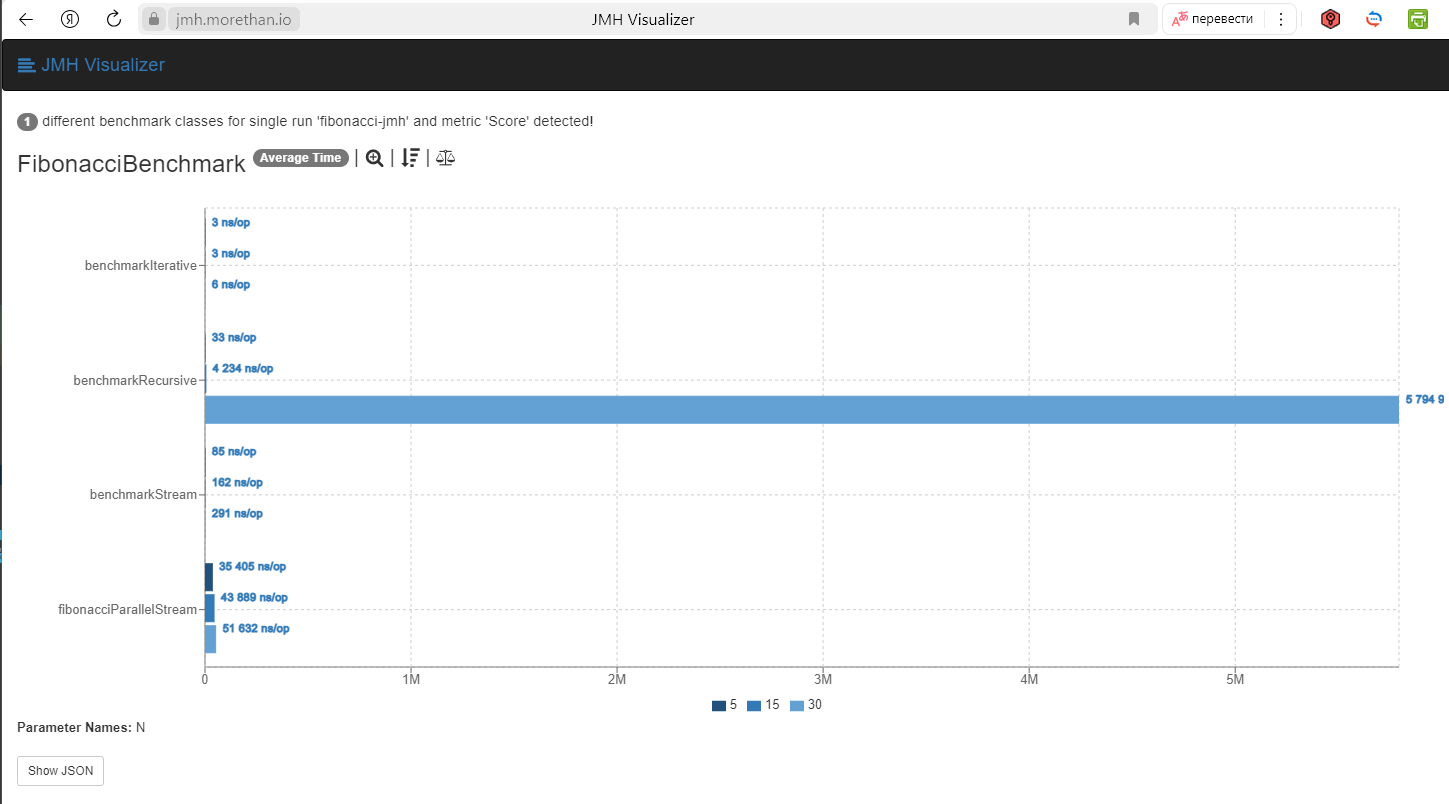 jmh.morethan.io JMH Visualizer перевести
JMH Visualizer
1 different benchmark classes for single run 'fibonacci-jmh' and metric 'Score' detected!
FibonacciBenchmark Average Time
3 ns/op
3 ns/op
benchmarkIterative
6 ns/op
33 ns/op
4 234 ns/op
benchmarkRecursive
5 794 9
85 ns/op
162 ns/op
benchmarkStream
291 ns/op
35 405 ns/op
43 889 ns/op
fibonacciParallelStream
51 632 ns/op
0 1M 2M 3M 4M 5M
5 15 30
Parameter Names: N
Show JSON